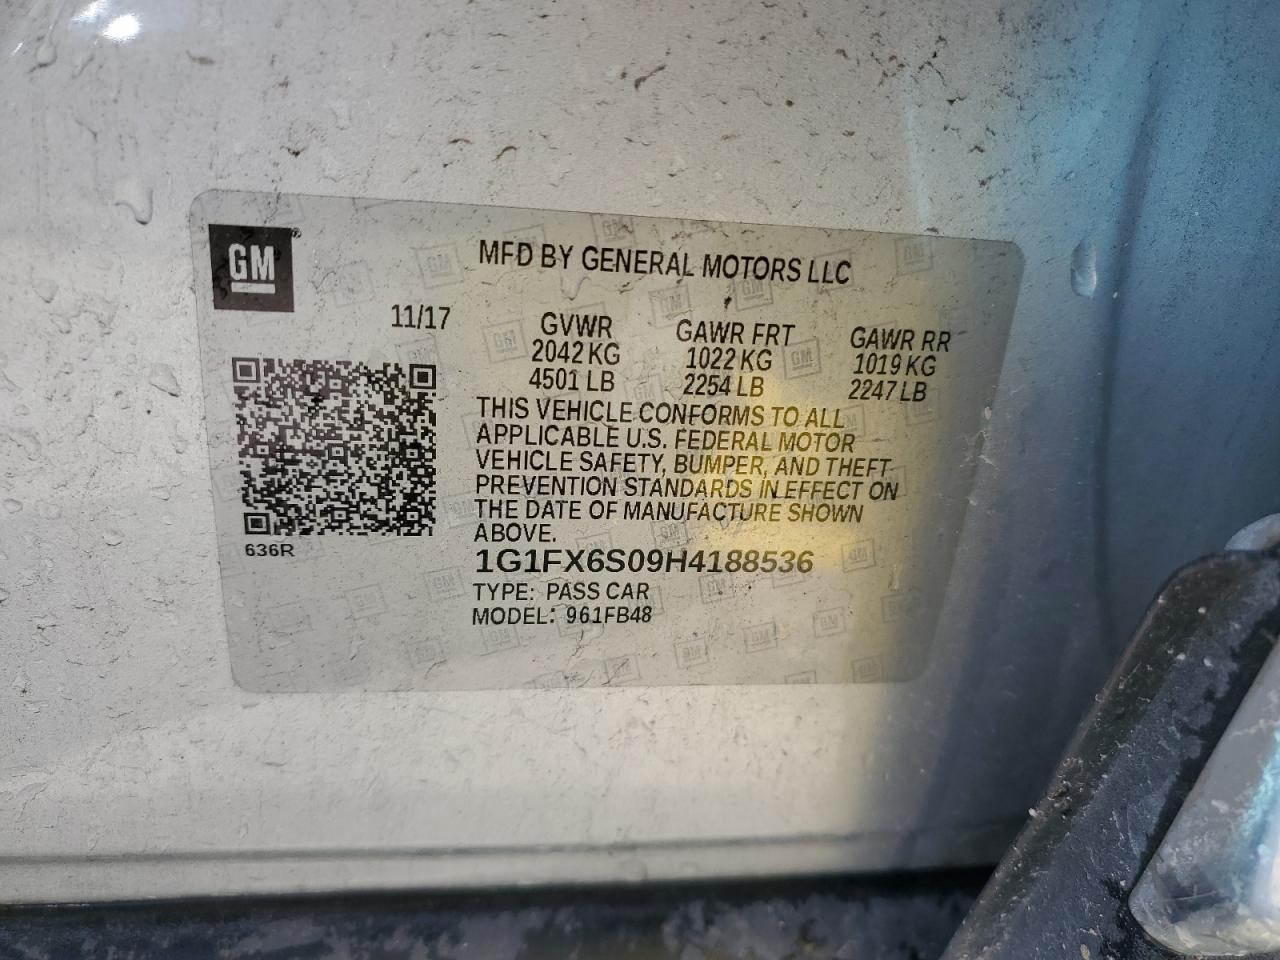 GM
MFD BY GENERAL MOTORS LLC
11/17
GVWR GAWR FRT GAWR RR
2042 KG 1022 KG 1019 KG
4501 LB 2254 LB 2247 LB
THIS VEHICLE CONFORMS TO ALL
APPLICABLE U.S. FEDERAL MOTOR
VEHICLE SAFETY, BUMPER, AND THEFT
PREVENTION STANDARDS IN EFFECT ON
THE DATE OF MANUFACTURE SHOWN
ABOVE.
636R
1G1FX6S09H4188536
TYPE: PASS CAR
MODEL: 961FB48